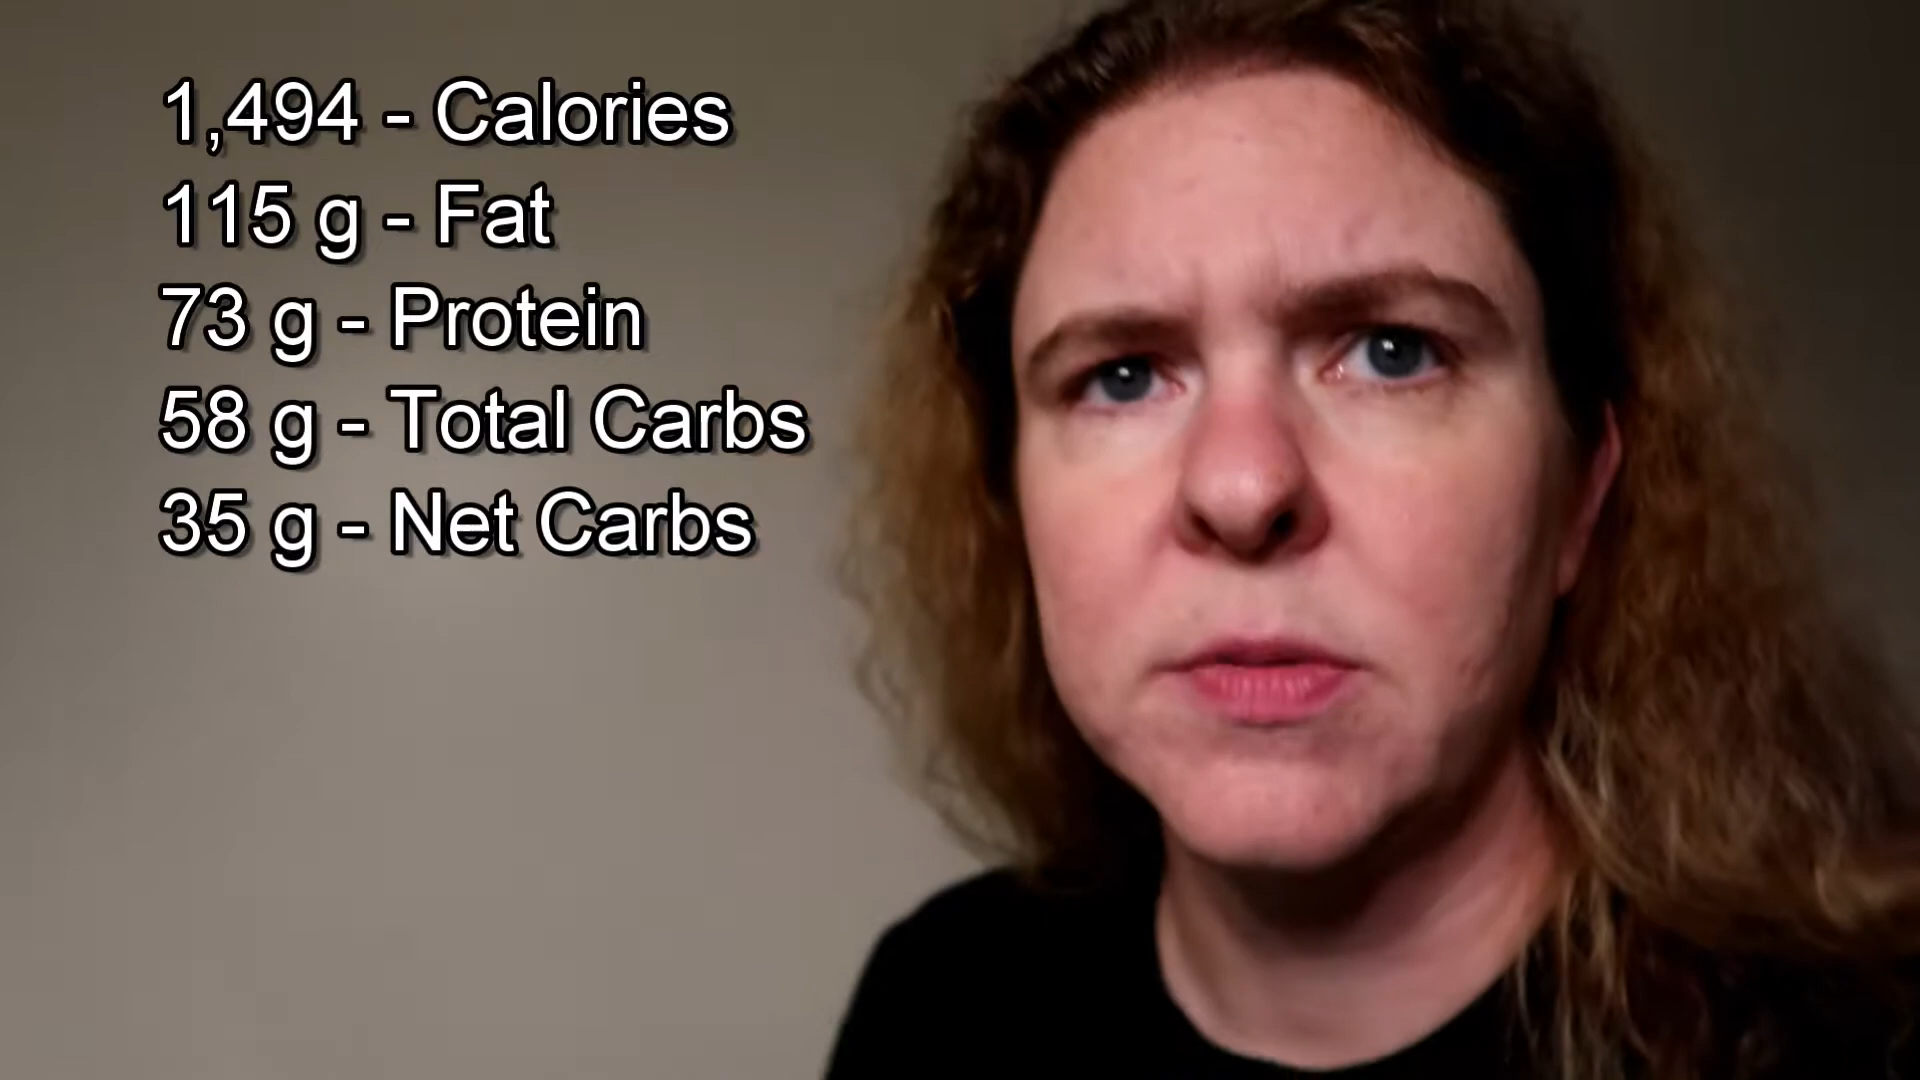 1,494 - Calories
115 g - Fat
73 g - Protein
58 g - Total Carbs
35 g - Net Carbs